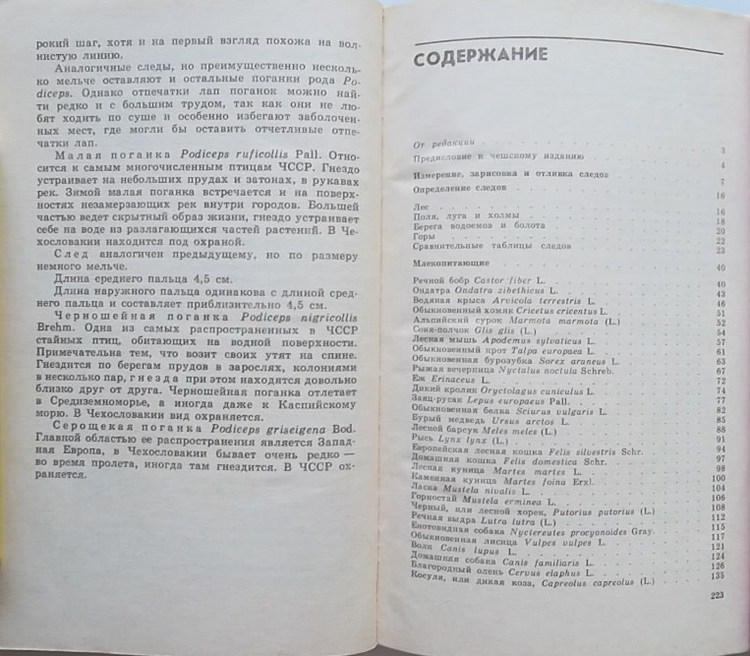 рокий шаг, хотя и на первый взгляд похожа на вол-
нистую линию.
Аналогичные следы, но преимущественно несколь-
ко мельче оставляют и остальные поганки рода Po-
diceps. Однако отпечатки лап поганок можно най-
ти редко и с большим трудом, так как они не лю-
бят ходить по суше и особенно избегают заболочен-
ных мест, где могли бы оставить отчетливые отпе-
чатки лап.
Малая поганка Podiceps ruficollis Pall. Отно-
сится к самым многочисленным птицам ЧССР. Гнездо
устраивает на небольших прудах и затонах, в рукавах
рек. Зимой малая поганка встречается и на поверх-
ностях незамерзающих рек внутри городов. Большей
частью ведет скрытный образ жизни, гнездо устраивает
себе на воде из разлагающихся частей растений. В Че-
хословакии находится под охраной.
След аналогичен предыдущему, но по размеру
немного мельче.
Длина среднего пальца 4,5 см.
Длина наружного пальца одинакова с длиной сред-
него пальца и составляет приблизительно 4,5 см.
Черношейная поганка Podiceps nigricollis
Brehm. Одна из самых распространенных в ЧССР
стайных птиц, обитающих на водной поверхности.
Примечательна тем, что возит своих утят на спине.
Гнездится по берегам прудов в зарослях, колониями
в несколько пар, гнезда при этом находятся довольно
близко друг от друга. Черношейная поганка отлетает
в Средиземноморье, а иногда даже к Каспийскому
морю. В Чехословакии вид охраняется.
Серощекая поганка Podiceps griseigena Bod.
Главной областью ее распространения является Запад-
ная Европа, в Чехословакии бывает очень редко —
во время пролета, иногда там гнездится. В ЧССР ох-
раняется.
СОДЕРЖАНИЕ
От редакции 3
Предисловие к чешскому изданию 4
Измерение, зарисовка и отливка следов 7
Определение следов 16
Лес 16
Поля, луга и холмы 18
Берега водоемов и болота 20
Горы 22
Сравнительные таблицы следов 23
Млекопитающие 40
Речной бобр Castor fiber L. 40
Ондатра Ondatra zibethicus L. 43
Водяная крыса Arvicola terrestris L. 46
Обыкновенный хомяк Cricetus cricentus L. 51
Альпийский сурок Marmota marmota (L.) 52
Соня-полчок Glis glis (L.) 54
Лесная мышь Apodemus sylvaticus L. 57
Обыкновенный крот Talpa europaea L. 61
Обыкновенная бурозубка Sorex araneus L. 65
Рыжая вечерница Nyctalus noctula Schreb. 67
Еж Erinaceus L. 72
Дикий кролик Oryctolagus cuniculus L. 74
Заяц-русак Lepus europaeus Pall. 77
Обыкновенная белка Sciurus vulgaris L. 82
Бурый медведь Ursus arctos L. 85
Лесной барсук Meles meles (L.) 88
Рысь Lynx lynx (L.) 91
Европейская лесная кошка Felis silvestris Schr. 94
Домашняя кошка Felis domestica Schr. 97
Лесная куница Martes martes L. 98
Каменная куница Martes foina Erxl. 100
Ласка Mustela nivalis L. 104
Горностай Mustela erminea L. 106
Черный, или лесной хорек, Putorius putorius (L.) 108
Речная выдра Lutra lutra (L.) 112
Енотовидная собака Nyctereutes procyonoides Gray. 115
Обыкновенная лисица Vulpes vulpes L. 117
Волк Canis lupus L. 121
Домашняя собака Canis familiaris L. 124
Благородный олень Cervus elaphus L. 126
Косуля, или дикая коза, Capreolus capreolus (L.) 135
223